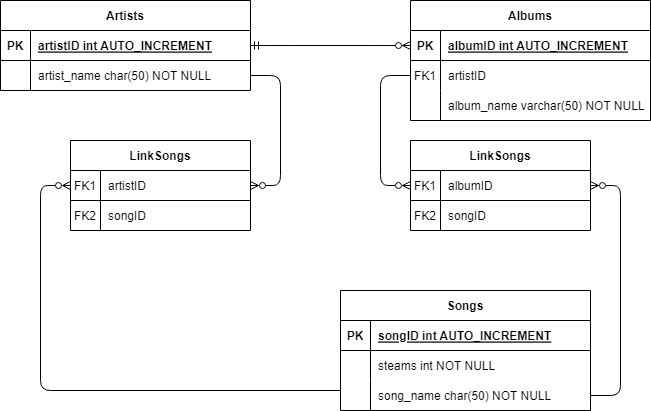 Artists
PK artistID int AUTO_INCREMENT
artist_name char(50) NOT NULL
Albums
PK albumID int AUTO_INCREMENT
FK1 artistID
album_name varchar(50) NOT NULL
LinkSongs
FK1 artistID
FK2 songID
LinkSongs
FK1 albumID
FK2 songID
Songs
PK songID int AUTO_INCREMENT
steams int NOT NULL
song_name char(50) NOT NULL